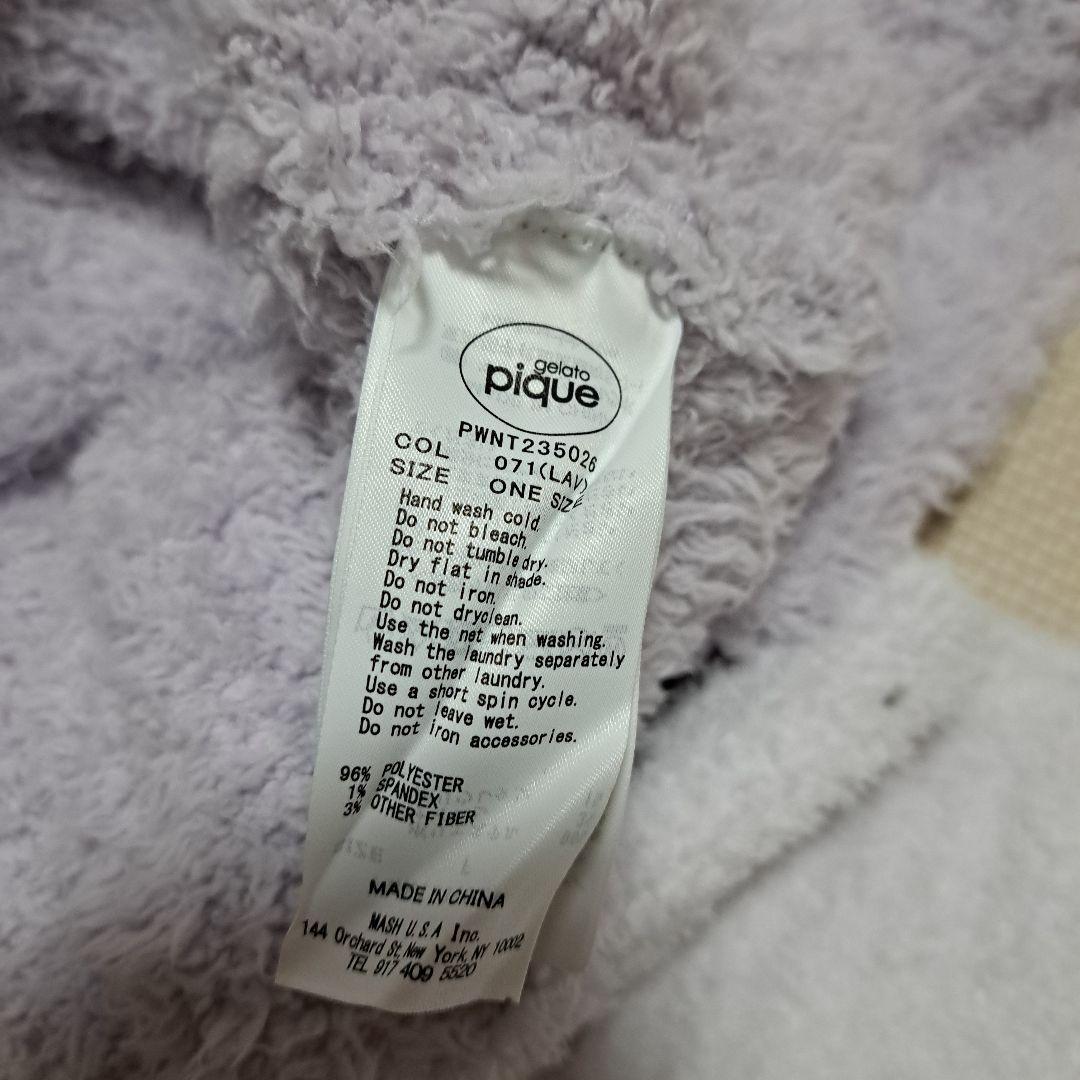 gelato
pique
PWNT235026
COL 071(LAV)
SIZE ONE SIZE
Hand wash cold.
Do not bleach.
Do not tumble dry.
Dry flat in shade.
Do not iron.
Do not dryclean.
Use the net when washing.
Wash the laundry separately
from other laundry.
Use a short spin cycle.
Do not leave wet.
Do not iron accessories.
96% POLYESTER
1% SPANDEX
3% OTHER FIBER
MADE IN CHINA
MASH U.S.A Inc.
144 Orchard St, New York, NY 10002
TEL 917 409 5520